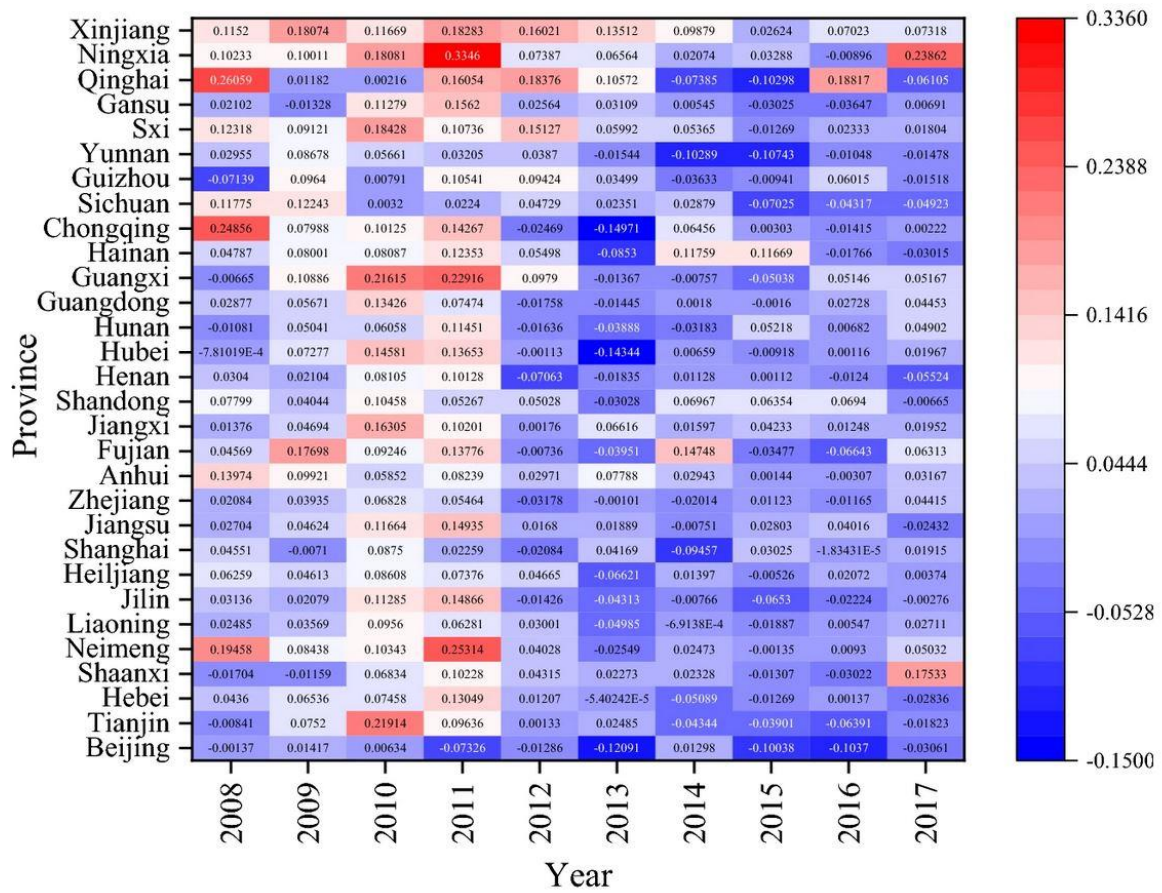 Province
Xinjiang 0.1152 0.18074 0.11669 0.18283 0.16021 0.13512 0.09879 0.02624 0.07023 0.07318
Ningxia 0.10233 0.10011 0.18081 0.3346 0.07387 0.06564 0.02074 0.03288 -0.00896 0.23862
Qinghai 0.26059 0.01182 0.00216 0.16054 0.18376 0.10572 -0.07385 -0.10298 0.18817 -0.06105
Gansu 0.02102 -0.01328 0.11279 0.1562 0.02564 0.03109 0.00545 -0.03025 -0.03647 0.00691
Sxi 0.12318 0.09121 0.18428 0.10736 0.15127 0.05992 0.05365 -0.01269 0.02333 0.01804
Yunnan 0.02955 0.08678 0.05661 0.03205 0.0387 -0.01544 -0.10289 -0.10743 -0.01048 -0.01478
Guizhou -0.07139 0.0964 0.00791 0.10541 0.09424 0.03499 -0.03633 -0.00941 0.06015 -0.01518
Sichuan 0.11775 0.12243 0.0032 0.0224 0.04729 0.02351 0.02879 -0.07025 -0.04317 -0.04923
Chongqing 0.24856 0.07988 0.10125 0.14267 -0.02469 -0.14971 0.06456 0.00303 -0.01415 0.00222
Hainan 0.04787 0.08001 0.08087 0.12353 0.05498 -0.0853 0.11759 0.11669 -0.01766 -0.03015
Guangxi -0.00665 0.10886 0.21615 0.22916 0.0979 -0.01367 -0.00757 -0.05038 0.05146 0.05167
Guangdong 0.02877 0.05671 0.13426 0.07474 -0.01758 -0.01445 0.0018 -0.0016 0.02728 0.04453
Hunan -0.01081 0.05041 0.06058 0.11451 -0.01636 -0.03888 -0.03183 0.05218 0.00682 0.04902
Hubei -7.81019E-4 0.07277 0.14581 0.13653 -0.00113 -0.14344 0.00659 -0.00918 0.00116 0.01967
Henan 0.0304 0.02104 0.08105 0.10128 -0.07063 -0.01835 0.01128 0.00112 -0.0124 -0.05524
Shandong 0.07799 0.04044 0.10458 0.05267 0.05028 -0.03028 0.06967 0.06354 0.0694 -0.00665
Jiangxi 0.01376 0.04694 0.16305 0.10201 0.00176 0.06616 0.01597 0.04233 0.01248 0.01952
Fujian 0.04569 0.17698 0.09246 0.13776 -0.00736 -0.03951 0.14748 -0.03477 -0.06643 0.06313
Anhui 0.13974 0.09921 0.05852 0.08239 0.02971 0.07788 0.02943 0.00144 -0.00307 0.03167
Zhejiang 0.02084 0.03935 0.06828 0.05464 -0.03178 -0.00101 -0.02014 0.01123 -0.01165 0.04415
Jiangsu 0.02704 0.04624 0.11664 0.14935 0.0168 0.01889 -0.00751 0.02803 0.04016 -0.02432
Shanghai 0.04551 -0.0071 0.0875 0.02259 -0.02084 0.04169 -0.09457 0.03025 -1.83431E-5 0.01915
Heiljiang 0.06259 0.04613 0.08608 0.07376 0.04665 -0.06621 0.01397 -0.00526 0.02072 0.00374
Jilin 0.03136 0.02079 0.11285 0.14866 -0.01426 -0.04313 -0.00766 -0.0653 -0.02224 -0.00276
Liaoning 0.02485 0.03569 0.0956 0.06281 0.03001 -0.04985 -6.9138E-4 -0.01887 0.00547 0.02711
Neimeng 0.19458 0.08438 0.10343 0.25314 0.04028 -0.02549 0.02473 -0.00135 0.0093 0.05032
Shaanxi -0.01704 -0.01159 0.06834 0.10228 0.04315 0.02273 0.02328 -0.01307 -0.03022 0.17533
Hebei 0.0436 0.06536 0.07458 0.13049 0.01207 -5.40242E-5 -0.05089 -0.01269 0.00137 -0.02836
Tianjin -0.00841 0.0752 0.21914 0.09636 0.00133 0.02485 -0.04344 -0.03901 -0.06391 -0.01823
Beijing -0.00137 0.01417 0.00634 -0.07326 -0.01286 -0.12091 0.01298 -0.10038 -0.1037 -0.03061
2008 2009 2010 2011 2012 2013 2014 2015 2016 2017
Year
0.3360
0.2388
0.1416
0.0444
-0.0528
-0.1500